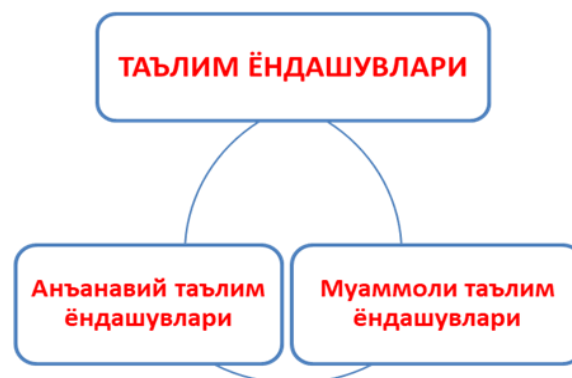 ТАЪЛИМ ЁНДАШУВЛАРИ
Анъанавий таълим
ёндашувлари
Муаммоли таълим
ёндашувлари